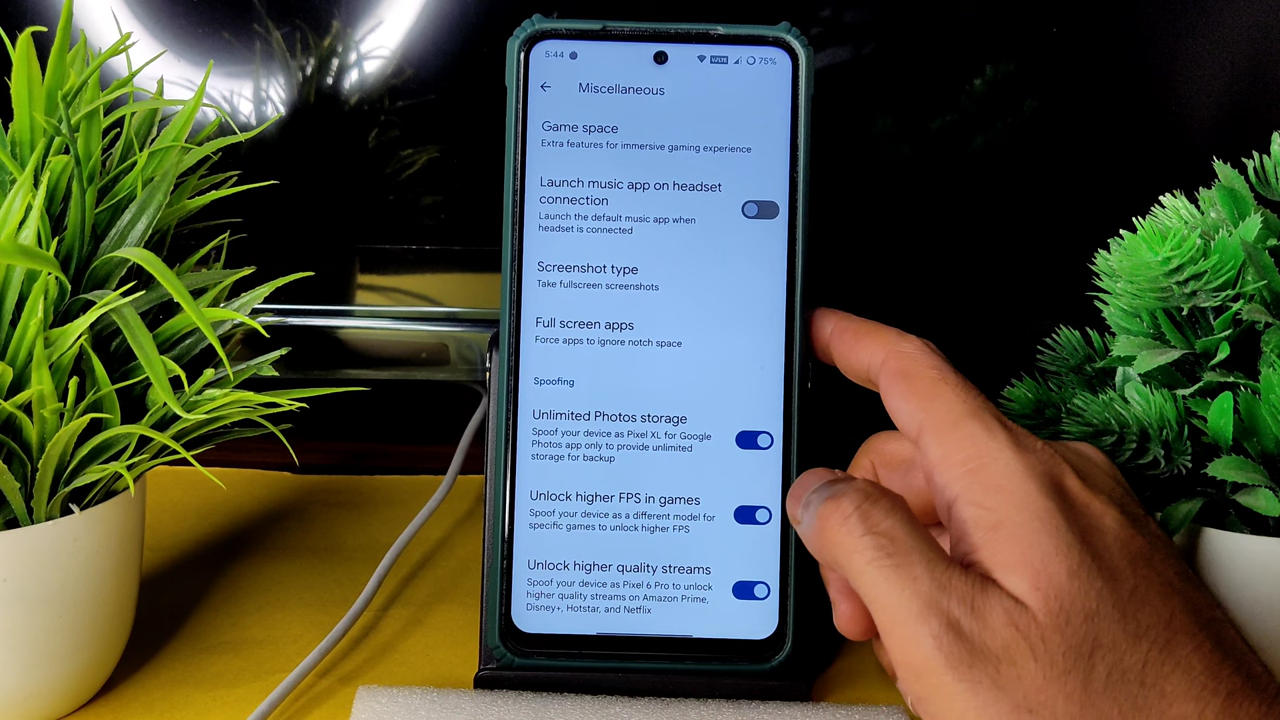 5:44
VoLTE
75%
Miscellaneous
Game space
Extra features for immersive gaming experience
Launch music app on headset
connection
Launch the default music app when
headset is connected
Screenshot type
Take fullscreen screenshots
Full screen apps
Force apps to ignore notch space
Spoofing
Unlimited Photos storage
Spoof your device as Pixel XL for Google
Photos app only to provide unlimited
storage for backup
Unlock higher FPS in games
Spoof your device as a different model for
specific games to unlock higher FPS
Unlock higher quality streams
Spoof your device as Pixel 6 Pro to unlock
higher quality streams on Amazon Prime,
Disney+, Hotstar, and Netflix